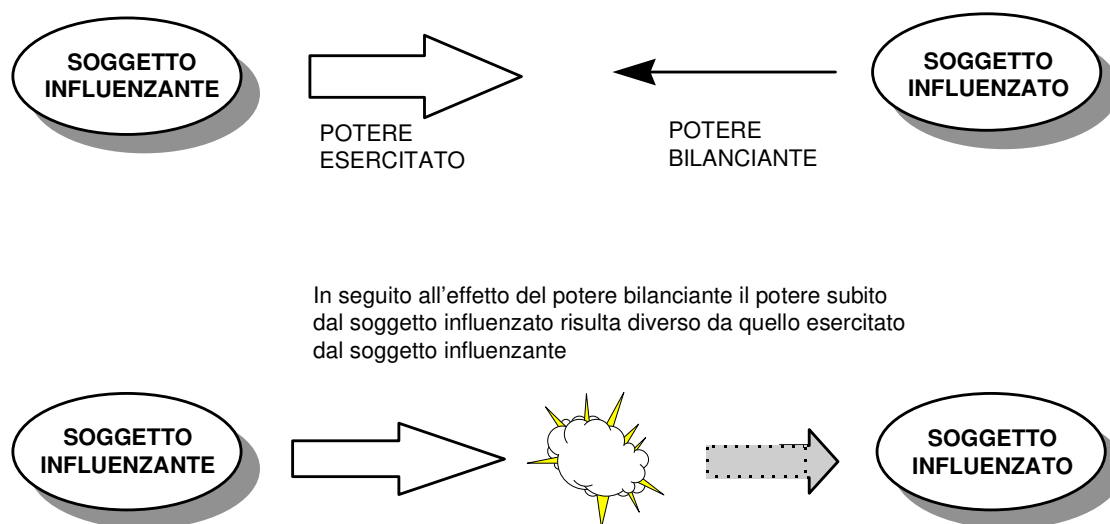 SOGGETTO
INFLUENZANTE
POTERE
ESERCITATO
POTERE
BILANCIANTE
SOGGETTO
INFLUENZATO
In seguito all'effetto del potere bilanciante il potere subito
dal soggetto influenzato risulta diverso da quello esercitato
dal soggetto influenzante
SOGGETTO
INFLUENZANTE
SOGGETTO
INFLUENZATO